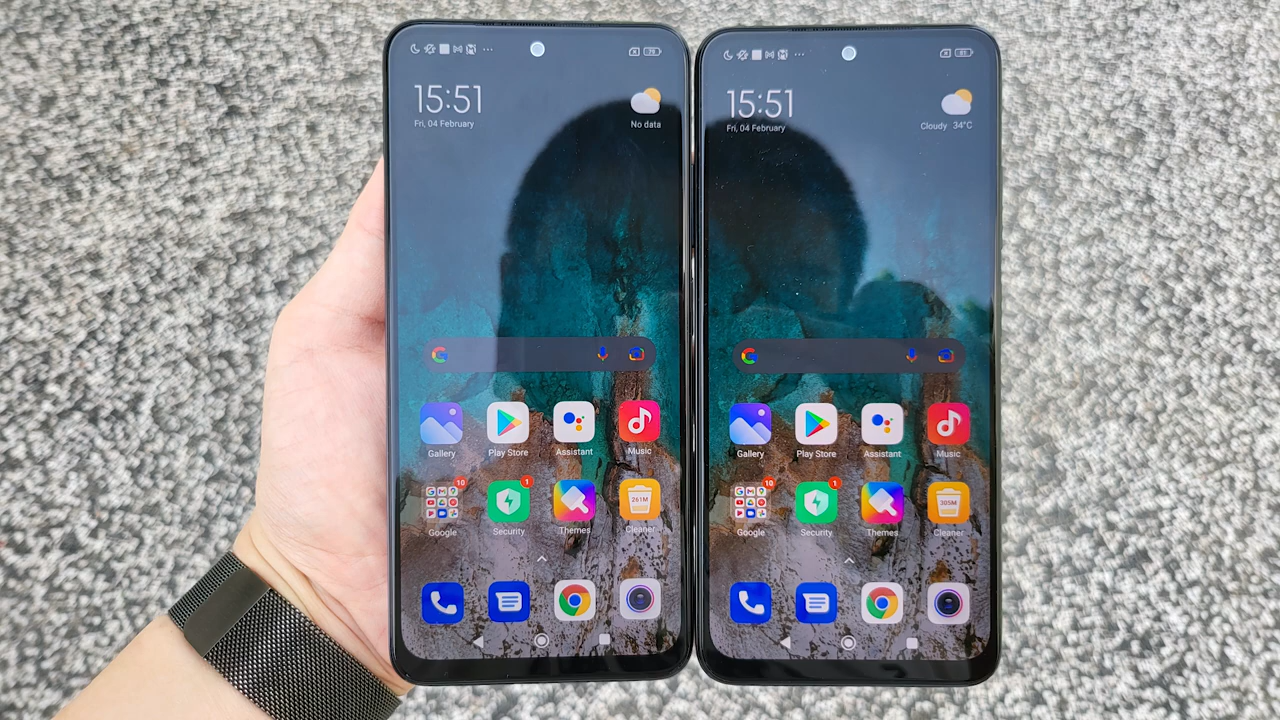 15:51
Fri, 04 February
No data
Gallery
Play Store
Assistant
Music
10
1
261M
Google
Security
Themes
Cleaner
15:51
Fri, 04 February
Cloudy 34°C
Gallery
Play Store
Assistant
Music
10
1
305M
Google
Security
Themes
Cleaner